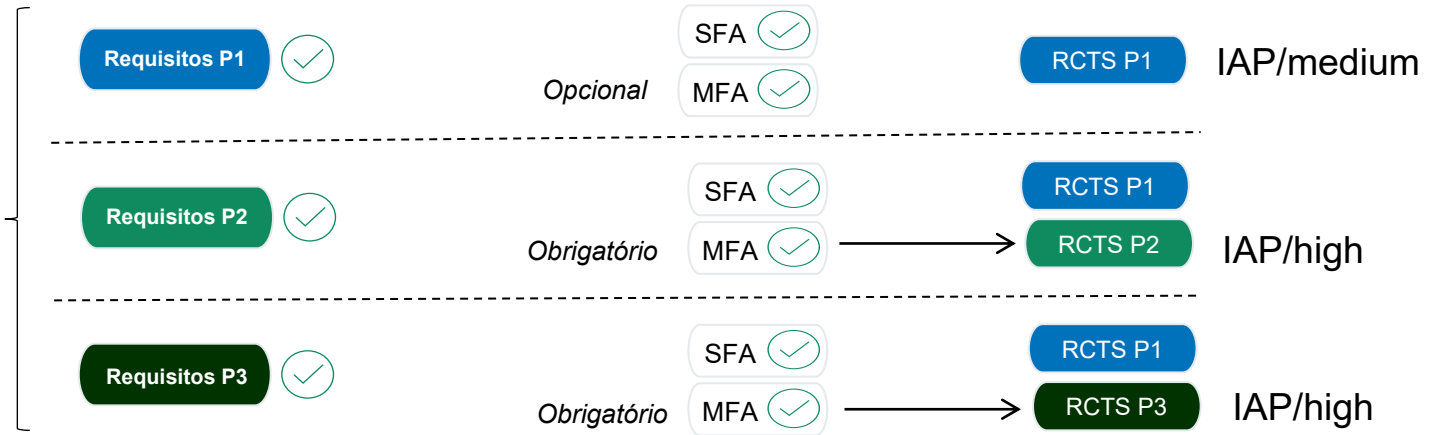 Requisitos P1
SFA
Opcional
MFA
RCTS P1
IAP/medium
Requisitos P2
SFA
Obrigatório
MFA
RCTS P1
RCTS P2
IAP/high
Requisitos P3
SFA
Obrigatório
MFA
RCTS P1
RCTS P3
IAP/high